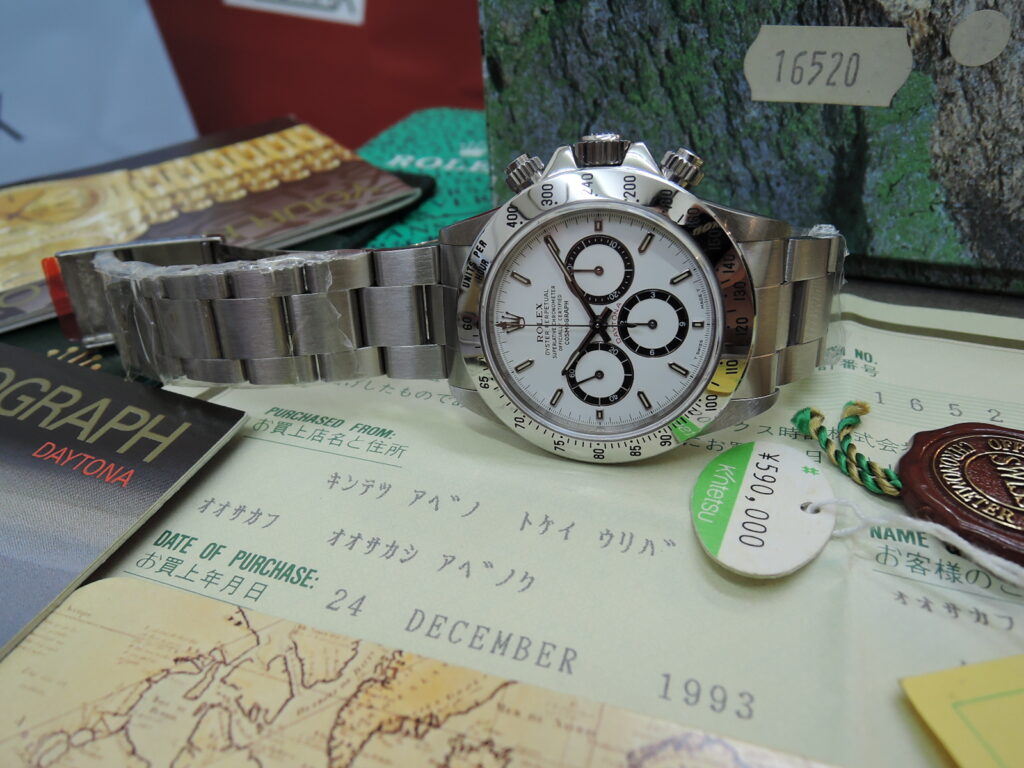 16520
ROLEX
400
300
240
200
UNITS PER
HOUR
60
65
70
75
80
85
90
100
110
120
130
140
ROLEX
OYSTER PERPETUAL
SUPERLATIVE CHRONOMETER
OFFICIALLY CERTIFIED
COSMOGRAPH
DAYTONA
OGRAPH
DAYTONA
PURCHASED FROM:
お買上店名と住所
キンテツ アベノ トケイ ウリバ
オオサカフ オオサカシ アベノク
DATE OF PURCHASE:
お買上年月日
24 DECEMBER 1993
NO.
1652
K'ntetsu
¥590,000
NAME
お客様の
オオサカフ